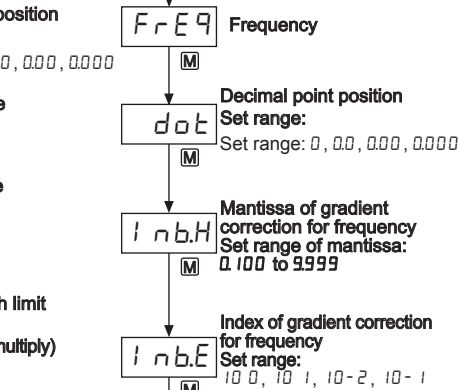 position
0, 0.00, 0.000
e
e
h limit
multiply)
FrEq
Frequency
M
dot
Decimal point position
Set range:
Set range: 0, 0.0, 0.00, 0.000
M
Inb.H
Mantissa of gradient
correction for frequency
Set range of mantissa:
0.100 to 9.999
M
Inb.E
Index of gradient correction
for frequency
Set range:
10 0, 10 1, 10-2, 10-1
M